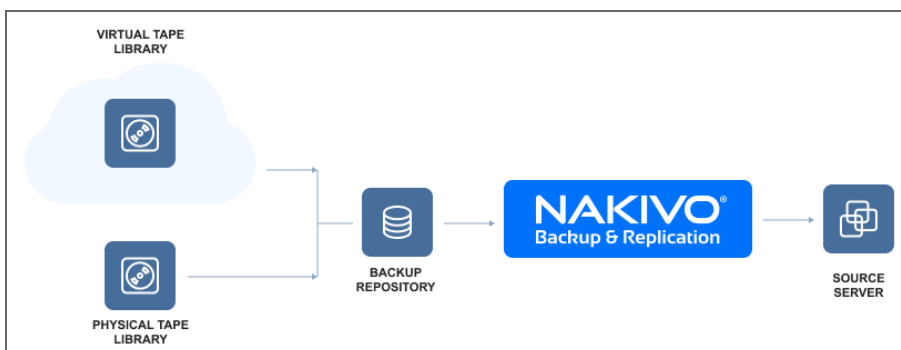 VIRTUAL TAPE
LIBRARY
NAKIVO®
Backup & Replication
BACKUP
REPOSITORY
SOURCE
SERVER
PHYSICAL TAPE
LIBRARY